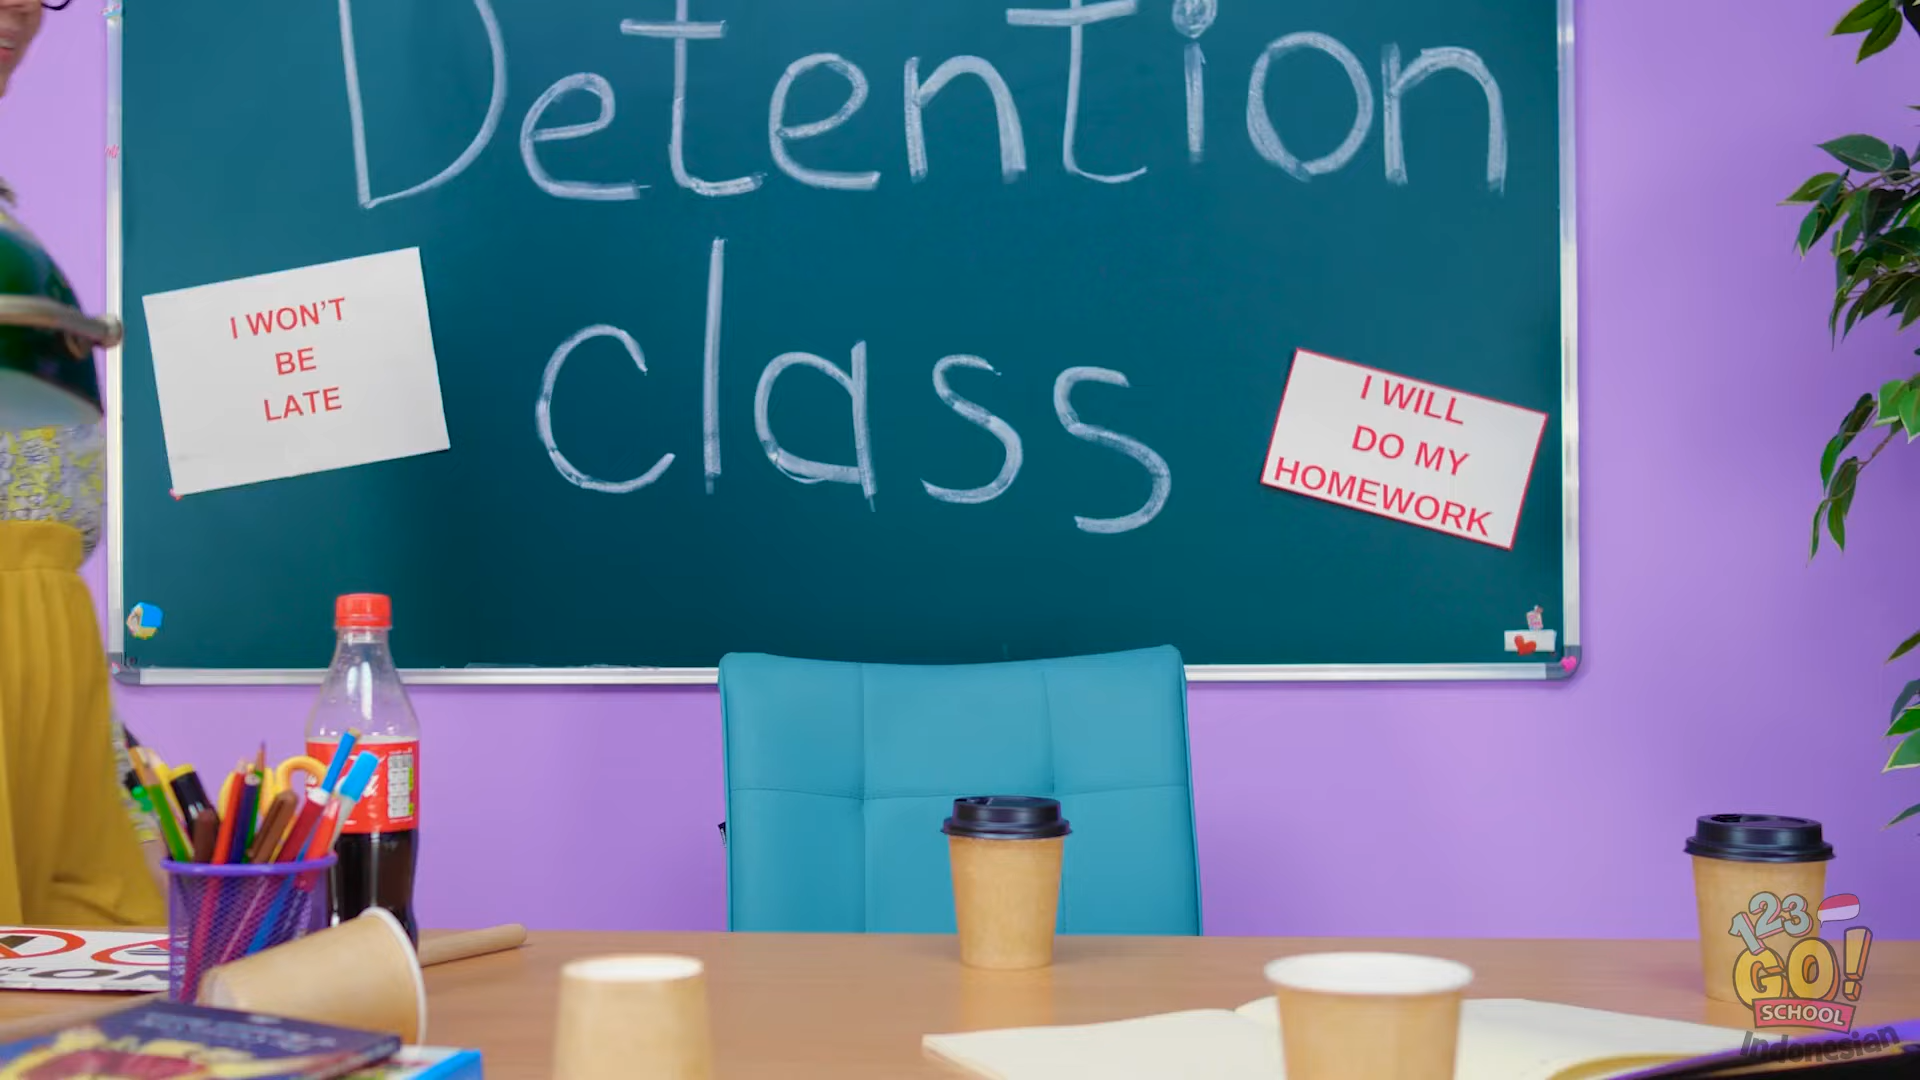 Detention
class
I WON'T
BE
LATE
I WILL
DO MY
HOMEWORK
123
GO!
SCHOOL
Indonesian